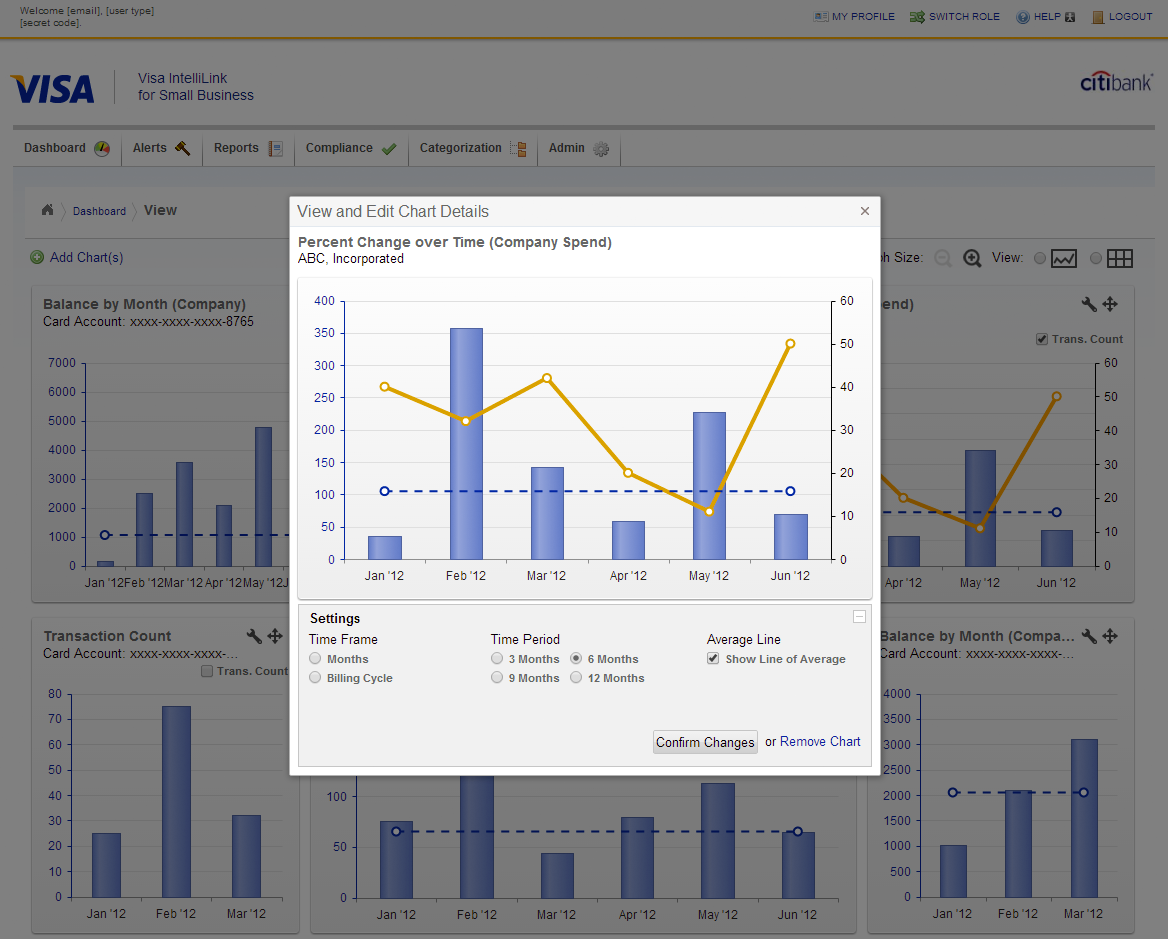 Welcome [email], [user type]
[secret code].
MY PROFILE
SWITCH ROLE
HELP
LOGOUT
VISA
Visa IntelliLink
for Small Business
citibank
Dashboard
Alerts
Reports
Compliance
Categorization
Admin
Dashboard
View
Add Chart(s)
Size:
View:
Balance by Month (Company)
Card Account: xxxx-xxxx-xxxx-8765
7000
6000
5000
4000
3000
2000
1000
0
Jan '12
Feb '12
Mar '12
Apr '12
May '12
View and Edit Chart Details
×
Percent Change over Time (Company Spend)
ABC, Incorporated
400
350
300
250
200
150
100
50
0
60
50
40
30
20
10
0
Jan '12
Feb '12
Mar '12
Apr '12
May '12
Jun '12
Settings
Time Frame
Months
Billing Cycle
Time Period
3 Months
6 Months
9 Months
12 Months
Average Line
Show Line of Average
Confirm Changes
or Remove Chart
Trans. Count
60
50
40
30
20
10
0
Apr '12
May '12
Jun '12
Transaction Count
Card Account: xxxx-xxxx-xxxx-...
Trans. Count
80
70
60
50
40
30
20
10
0
Jan '12
Feb '12
Mar '12
100
50
0
Jan '12
Feb '12
Mar '12
Apr '12
May '12
Jun '12
Balance by Month (Compa...
Card Account: xxxx-xxxx-xxxx-...
4000
3500
3000
2500
2000
1500
1000
500
0
Jan '12
Feb '12
Mar '12